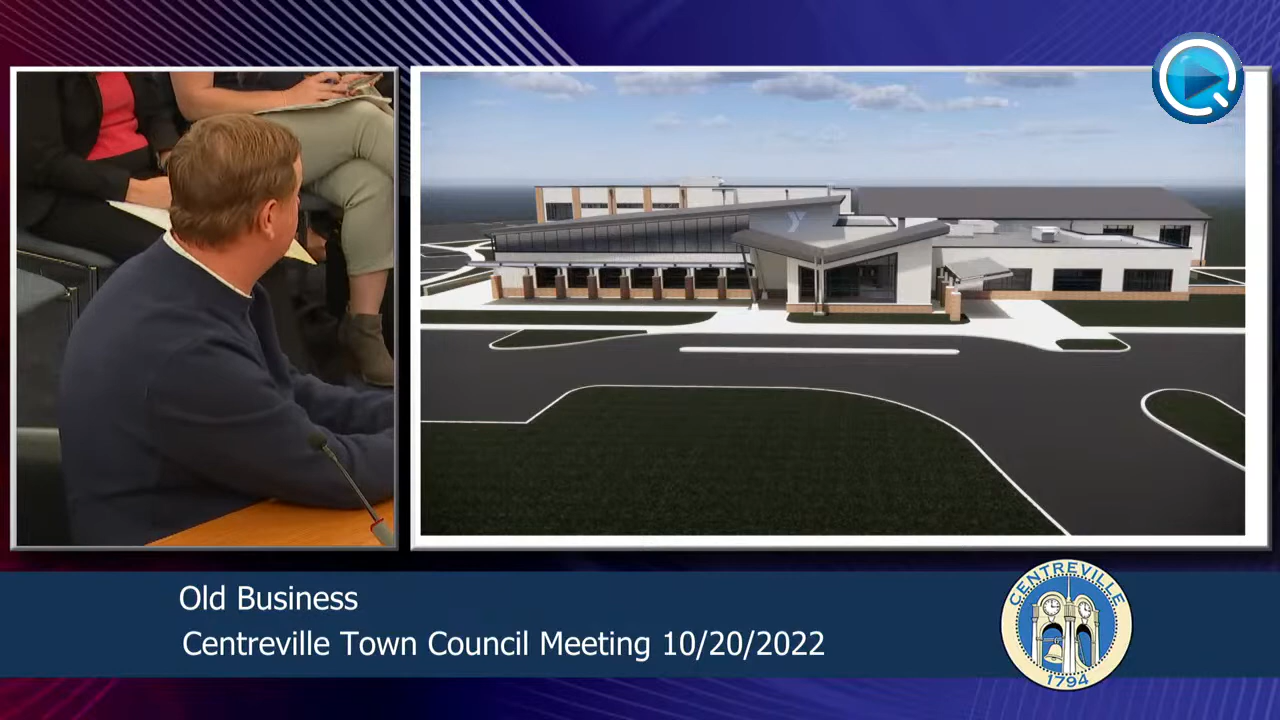 Old Business
Centreville Town Council Meeting 10/20/2022
CENTREVILLE
1794
Y